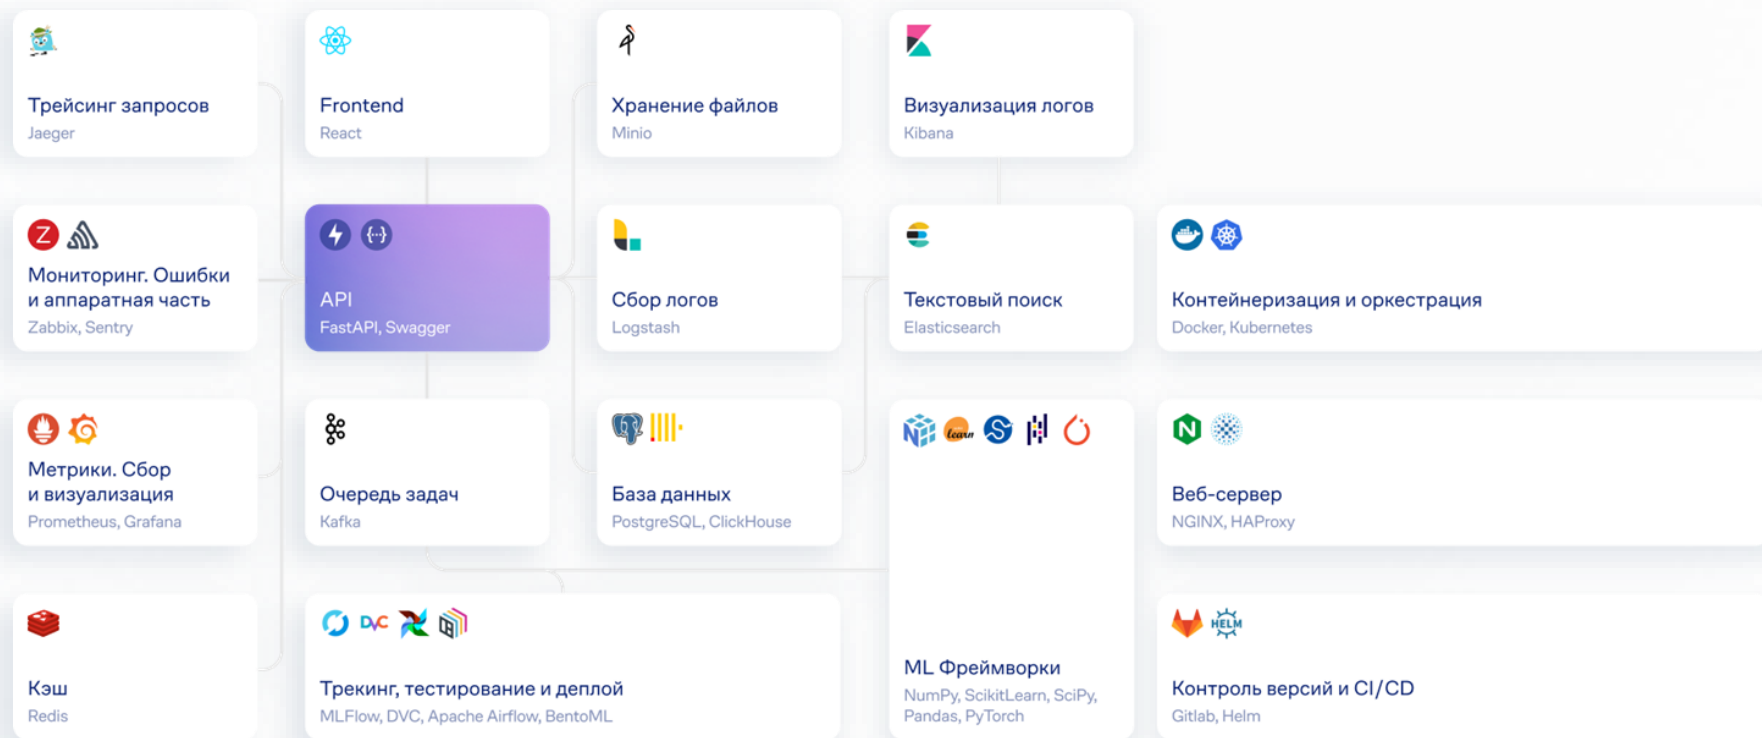 Трейсинг запросов
Jaeger
Frontend
React
Хранение файлов
Minio
Визуализация логов
Kibana
Мониторинг. Ошибки
и аппаратная часть
Zabbix, Sentry
API
FastAPI, Swagger
Сбор логов
Logstash
Текстовый поиск
Elasticsearch
Контейнеризация и оркестрация
Docker, Kubernetes
Метрики. Сбор
и визуализация
Prometheus, Grafana
Очередь задач
Kafka
База данных
PostgreSQL, ClickHouse
learn
ML Фреймворки
NumPy, ScikitLearn, SciPy,
Pandas, PyTorch
Веб-сервер
NGINX, HAProxy
Кэш
Redis
DVC
Трекинг, тестирование и деплой
MLFlow, DVC, Apache Airflow, BentoML
HELM
Контроль версий и CI/CD
Gitlab, Helm